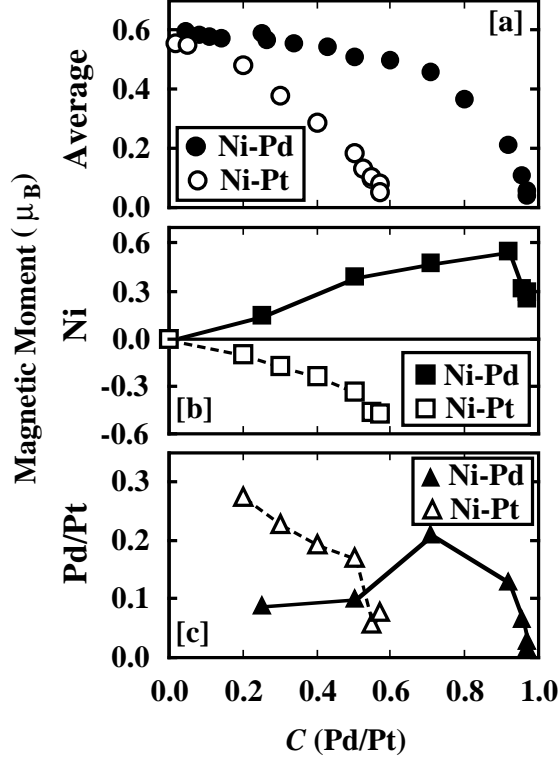 [a]
0.6
0.4
0.2
0.0
Average
Ni-Pd
Ni-Pt
Magnetic Moment ( μB )
0.6
0.3
0.0
-0.3
-0.6
Ni
[b]
Ni-Pd
Ni-Pt
0.3
0.2
0.1
0.0
Pd/Pt
[c]
Ni-Pd
Ni-Pt
0.0 0.2 0.4 0.6 0.8 1.0
C (Pd/Pt)